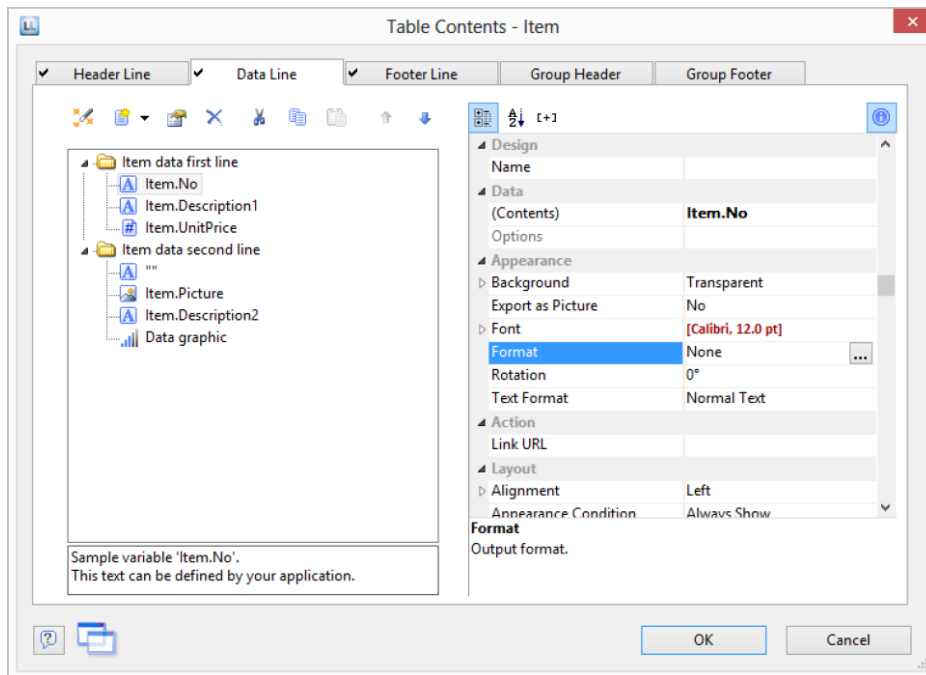 LL Table Contents - Item
Header Line Data Line Footer Line Group Header Group Footer
A Z [+]
Item data first line
A Item.No
A Item.Description1
# Item.UnitPrice
Item data second line
A ""
Item.Picture
A Item.Description2
Data graphic
Sample variable 'Item.No'.
This text can be defined by your application.
Design
Name
Data
(Contents) Item.No
Options
Appearance
Background Transparent
Export as Picture No
Font [Calibri, 12.0 pt]
Format None ...
Rotation 0°
Text Format Normal Text
Action
Link URL
Layout
Alignment Left
Appearance Condition Always Show
Format
Output format.
? OK Cancel